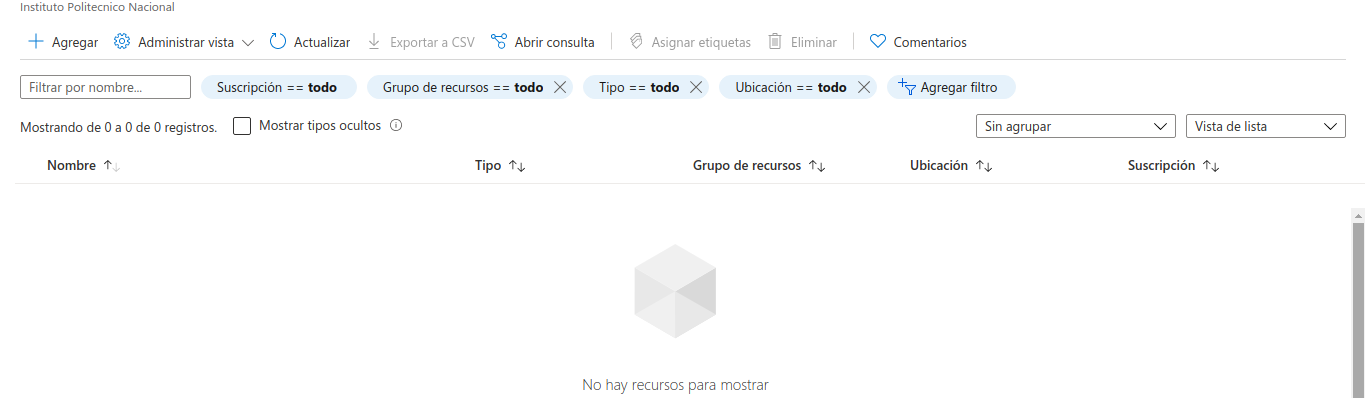 Instituto Politecnico Nacional
Agregar Administrar vista Actualizar Exportar a CSV Abrir consulta Asignar etiquetas Eliminar Comentarios
Filtrar por nombre... Suscripción == todo Grupo de recursos == todo Tipo == todo Ubicación == todo Agregar filtro
Mostrando de 0 a 0 de 0 registros. Mostrar tipos ocultos Sin agrupar Vista de lista
Nombre Tipo Grupo de recursos Ubicación Suscripción
No hay recursos para mostrar